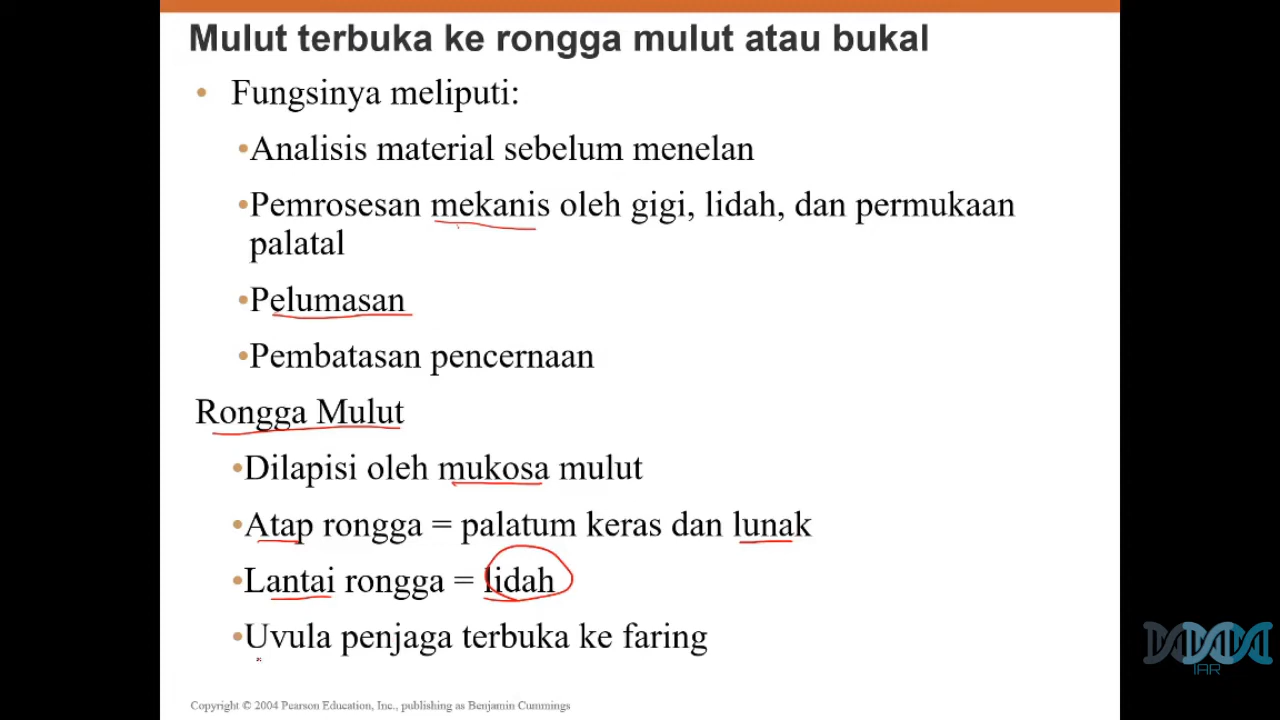 Mulut terbuka ke rongga mulut atau bukal
• Fungsinya meliputi:
•Analisis material sebelum menelan
•Pemrosesan mekanis oleh gigi, lidah, dan permukaan
palatal
•Pelumasan
•Pembatasan pencernaan
Rongga Mulut
•Dilapisi oleh mukosa mulut
•Atap rongga = palatum keras dan lunak
•Lantai rongga = lidah
•Uvula penjaga terbuka ke faring
IAR
Copyright © 2004 Pearson Education, Inc., publishing as Benjamin Cummings